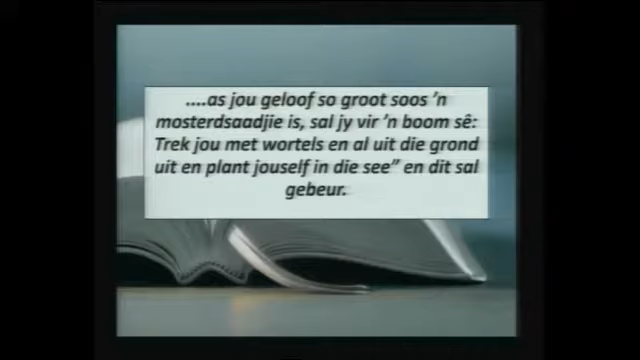 ....as jou geloof so groot soos 'n
mosterdsaadjie is, sal jy vir 'n boom sê:
Trek jou met wortels en al uit die grond
uit en plant jouself in die see” en dit sal
gebeur.